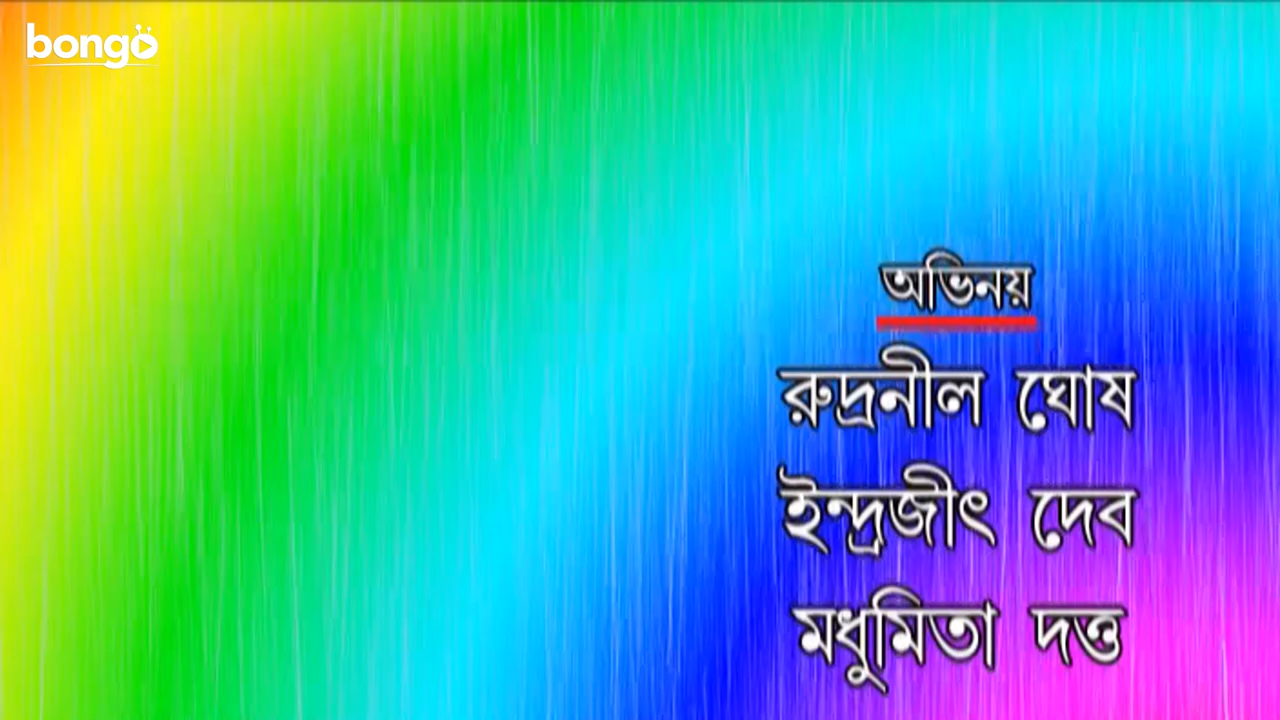 bongo
অভিনয়
রুদ্রনীল ঘোষ
ইন্দ্রজীৎ দেব
মধুমিতা দত্ত